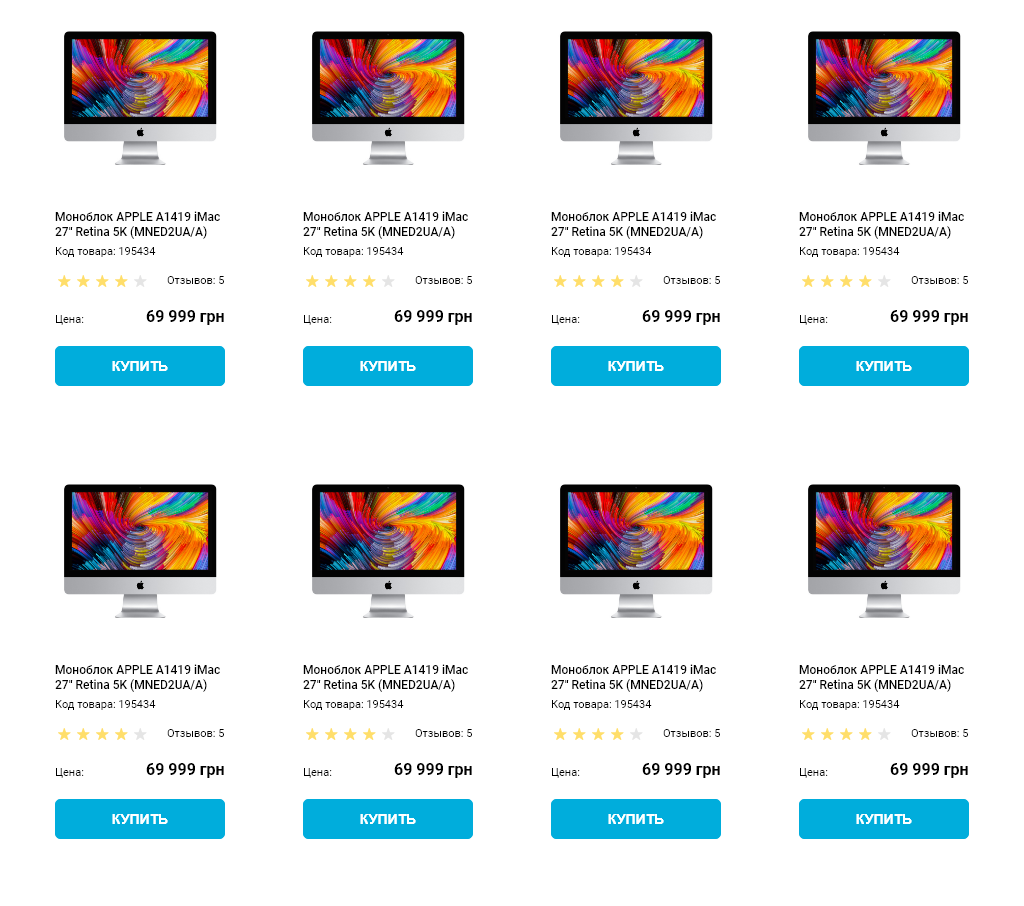 Моноблок APPLE A1419 iMac
27" Retina 5K (MNED2UA/A)
Код товара: 195434
Отзывов: 5
Цена: 69 999 грн
КУПИТЬ
Моноблок APPLE A1419 iMac
27" Retina 5K (MNED2UA/A)
Код товара: 195434
Отзывов: 5
Цена: 69 999 грн
КУПИТЬ
Моноблок APPLE A1419 iMac
27" Retina 5K (MNED2UA/A)
Код товара: 195434
Отзывов: 5
Цена: 69 999 грн
КУПИТЬ
Моноблок APPLE A1419 iMac
27" Retina 5K (MNED2UA/A)
Код товара: 195434
Отзывов: 5
Цена: 69 999 грн
КУПИТЬ
Моноблок APPLE A1419 iMac
27" Retina 5K (MNED2UA/A)
Код товара: 195434
Отзывов: 5
Цена: 69 999 грн
КУПИТЬ
Моноблок APPLE A1419 iMac
27" Retina 5K (MNED2UA/A)
Код товара: 195434
Отзывов: 5
Цена: 69 999 грн
КУПИТЬ
Моноблок APPLE A1419 iMac
27" Retina 5K (MNED2UA/A)
Код товара: 195434
Отзывов: 5
Цена: 69 999 грн
КУПИТЬ
Моноблок APPLE A1419 iMac
27" Retina 5K (MNED2UA/A)
Код товара: 195434
Отзывов: 5
Цена: 69 999 грн
КУПИТЬ